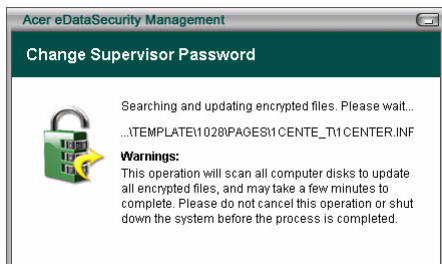 Acer eDataSecurity Management
Change Supervisor Password
Searching and updating encrypted files. Please wait...
...\TEMPLATE\1028\PAGES\1CENTE_T\1CENTER.INF
Warnings:
This operation will scan all computer disks to update
all encrypted files, and may take a few minutes to
complete. Please do not cancel this operation or shut
down the system before the process is completed.